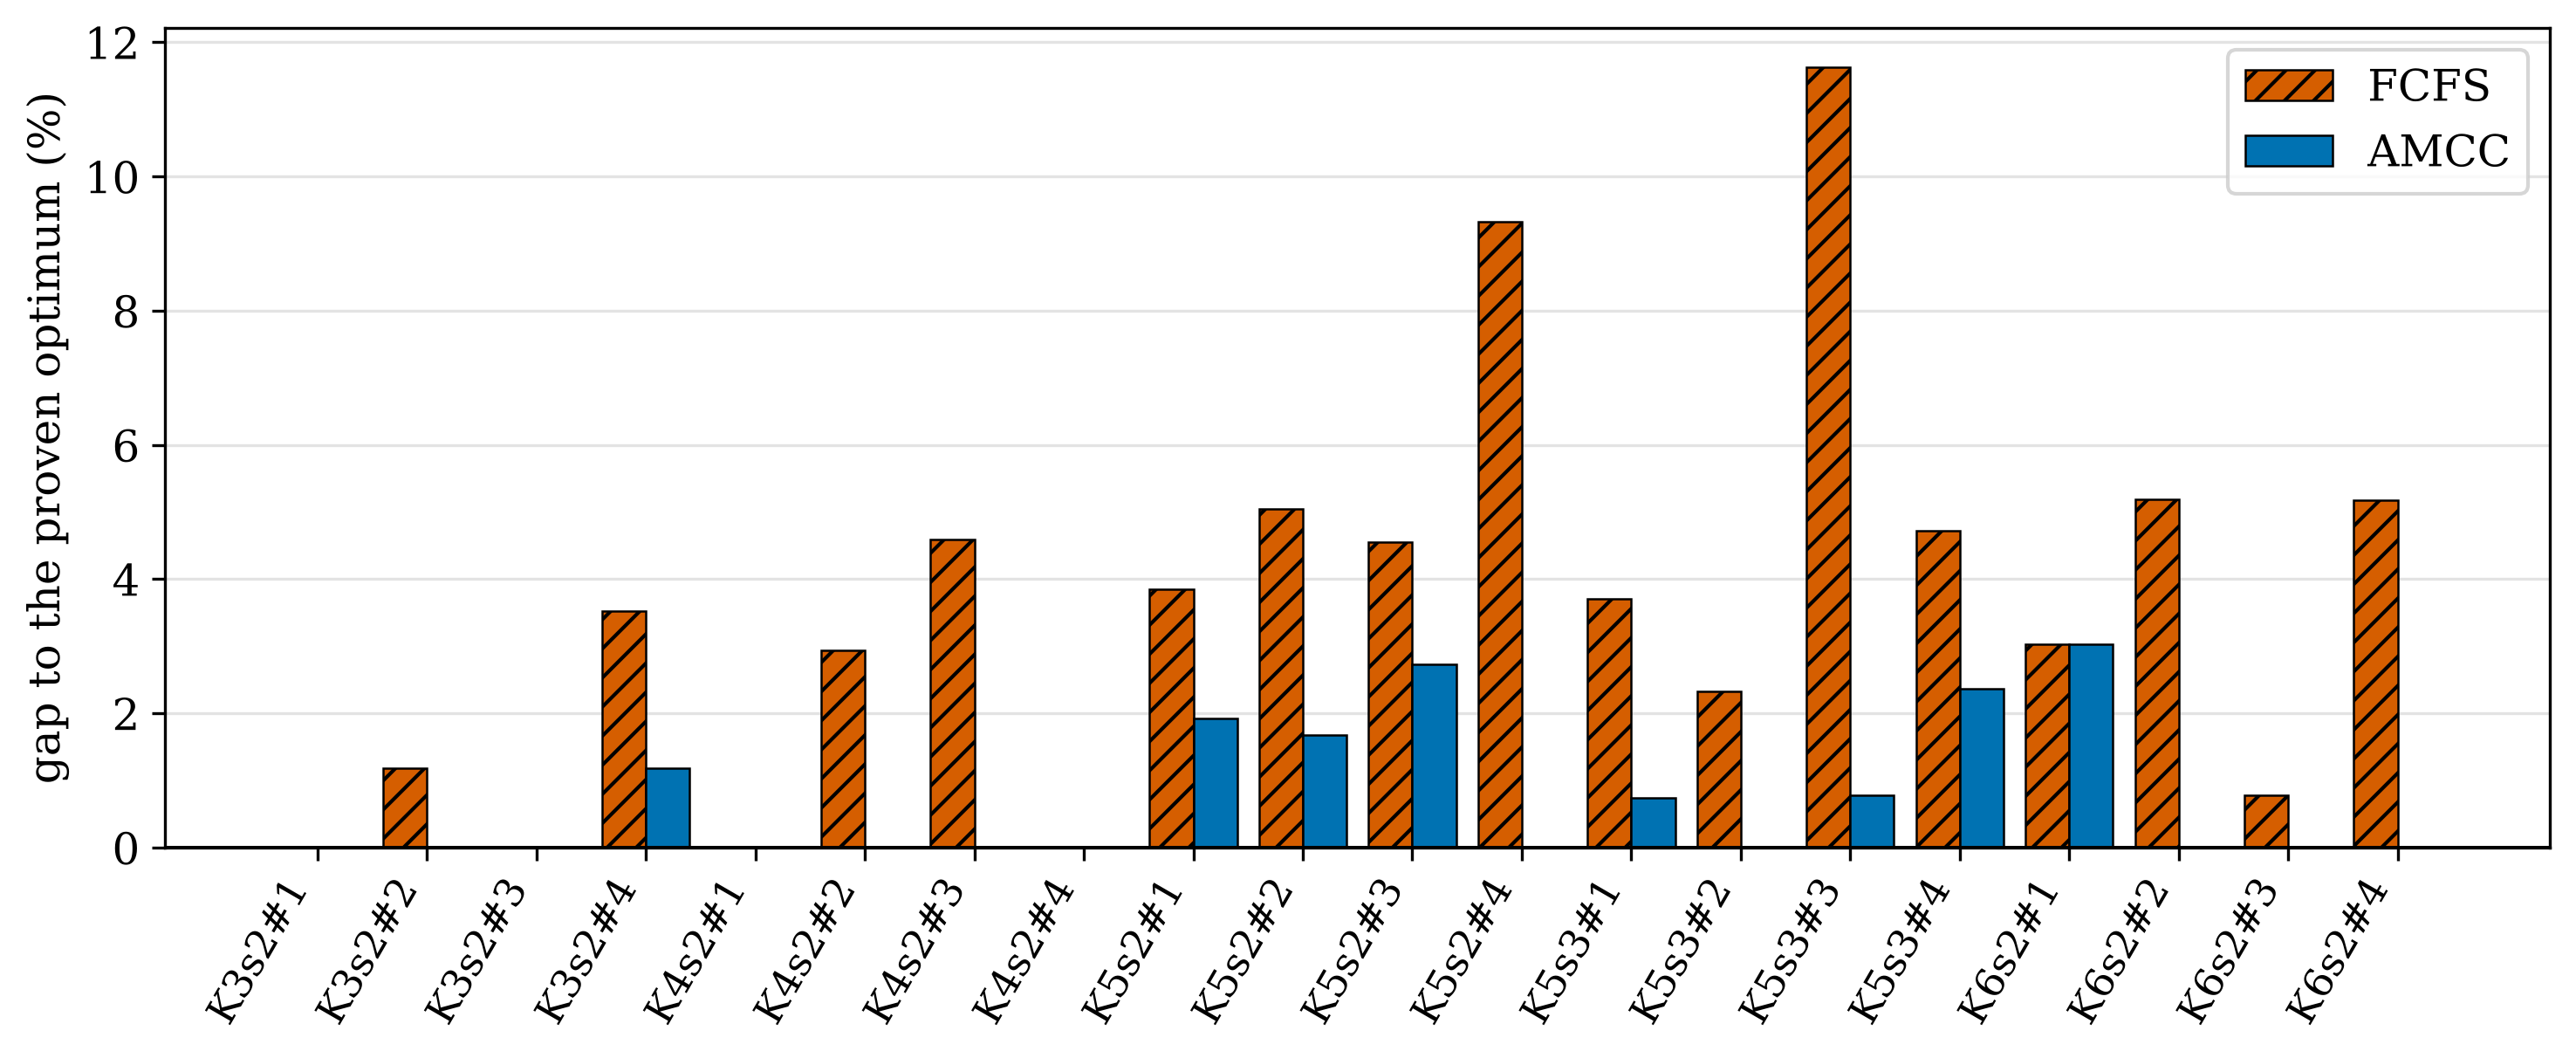 gap to the proven optimum (%)
12
10
8
6
4
2
0
FCFS
AMCC
K3s2#1
K3s2#2
K3s2#3
K3s2#4
K4s2#1
K4s2#2
K4s2#3
K4s2#4
K5s2#1
K5s2#2
K5s2#3
K5s2#4
K5s3#1
K5s3#2
K5s3#3
K5s3#4
K6s2#1
K6s2#2
K6s2#3
K6s2#4